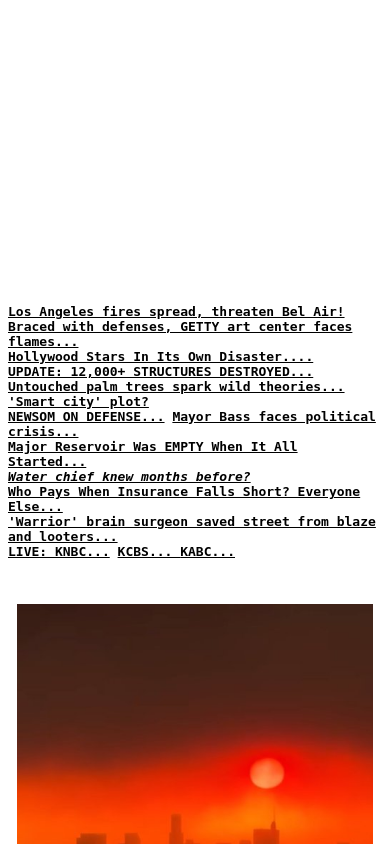 Los Angeles fires spread, threaten Bel Air!
Braced with defenses, GETTY art center faces
flames...
Hollywood Stars In Its Own Disaster....
UPDATE: 12,000+ STRUCTURES DESTROYED...
Untouched palm trees spark wild theories...
'Smart city' plot?
NEWSOM ON DEFENSE... Mayor Bass faces political
crisis...
Major Reservoir Was EMPTY When It All
Started...
Water chief knew months before?
Who Pays When Insurance Falls Short? Everyone
Else...
'Warrior' brain surgeon saved street from blaze
and looters...
LIVE: KNBC... KCBS... KABC...